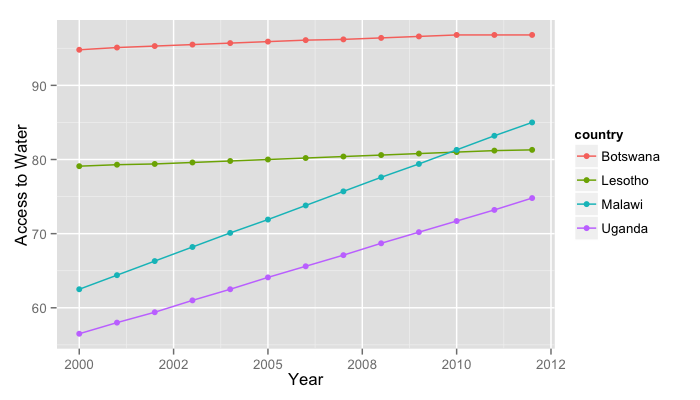 Access to Water
90
80
70
60
2000 2002 2005 2008 2010 2012
Year
country
Botswana
Lesotho
Malawi
Uganda